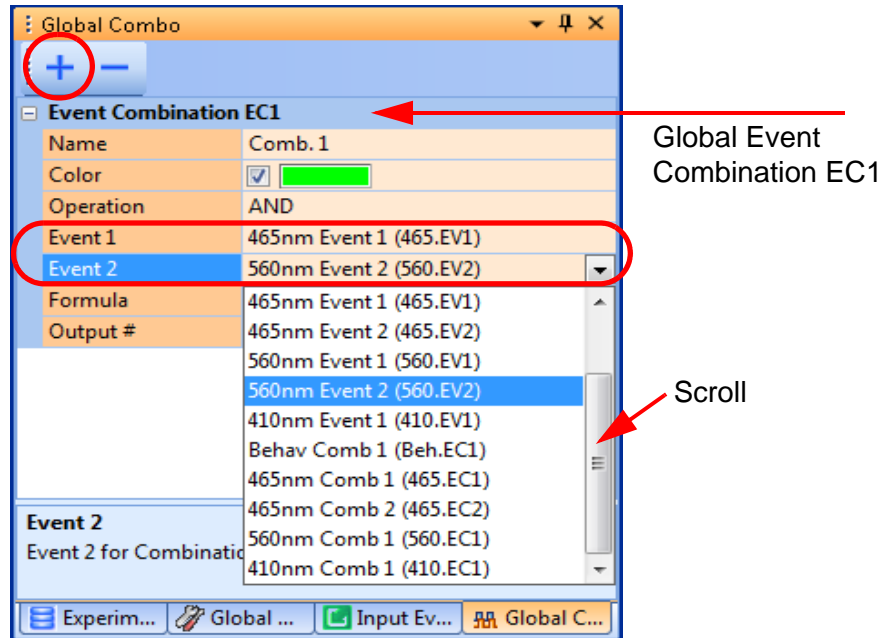 Global Combo
Event Combination EC1
Name Comb. 1
Color
Operation AND
Event 1 465nm Event 1 (465.EV1)
Event 2 560nm Event 2 (560.EV2)
Formula
Output #
465nm Event 1 (465.EV1)
465nm Event 2 (465.EV2)
560nm Event 1 (560.EV1)
560nm Event 2 (560.EV2)
410nm Event 1 (410.EV1)
Behav Comb 1 (Beh.EC1)
465nm Comb 1 (465.EC1)
465nm Comb 2 (465.EC2)
560nm Comb 1 (560.EC1)
410nm Comb 1 (410.EC1)
Event 2
Event 2 for Combinatio
Experim... Global ... Input Ev... Global C...
Global Event
Combination EC1
Scroll